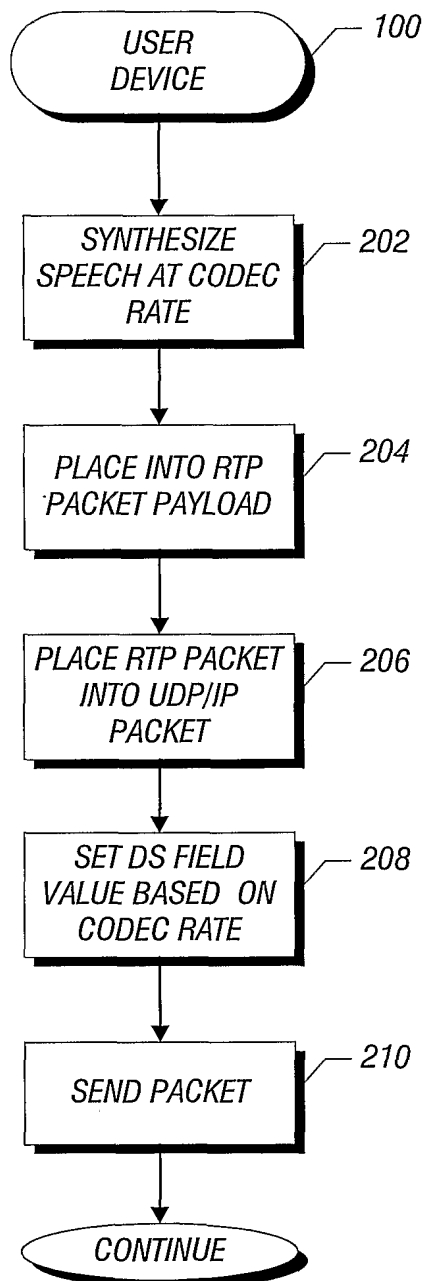 USER
DEVICE
100
SYNTHESIZE
SPEECH AT CODEC
RATE
202
PLACE INTO RTP
PACKET PAYLOAD
204
PLACE RTP PACKET
INTO UDP/IP
PACKET
206
SET DS FIELD
VALUE BASED ON
CODEC RATE
208
SEND PACKET
210
CONTINUE